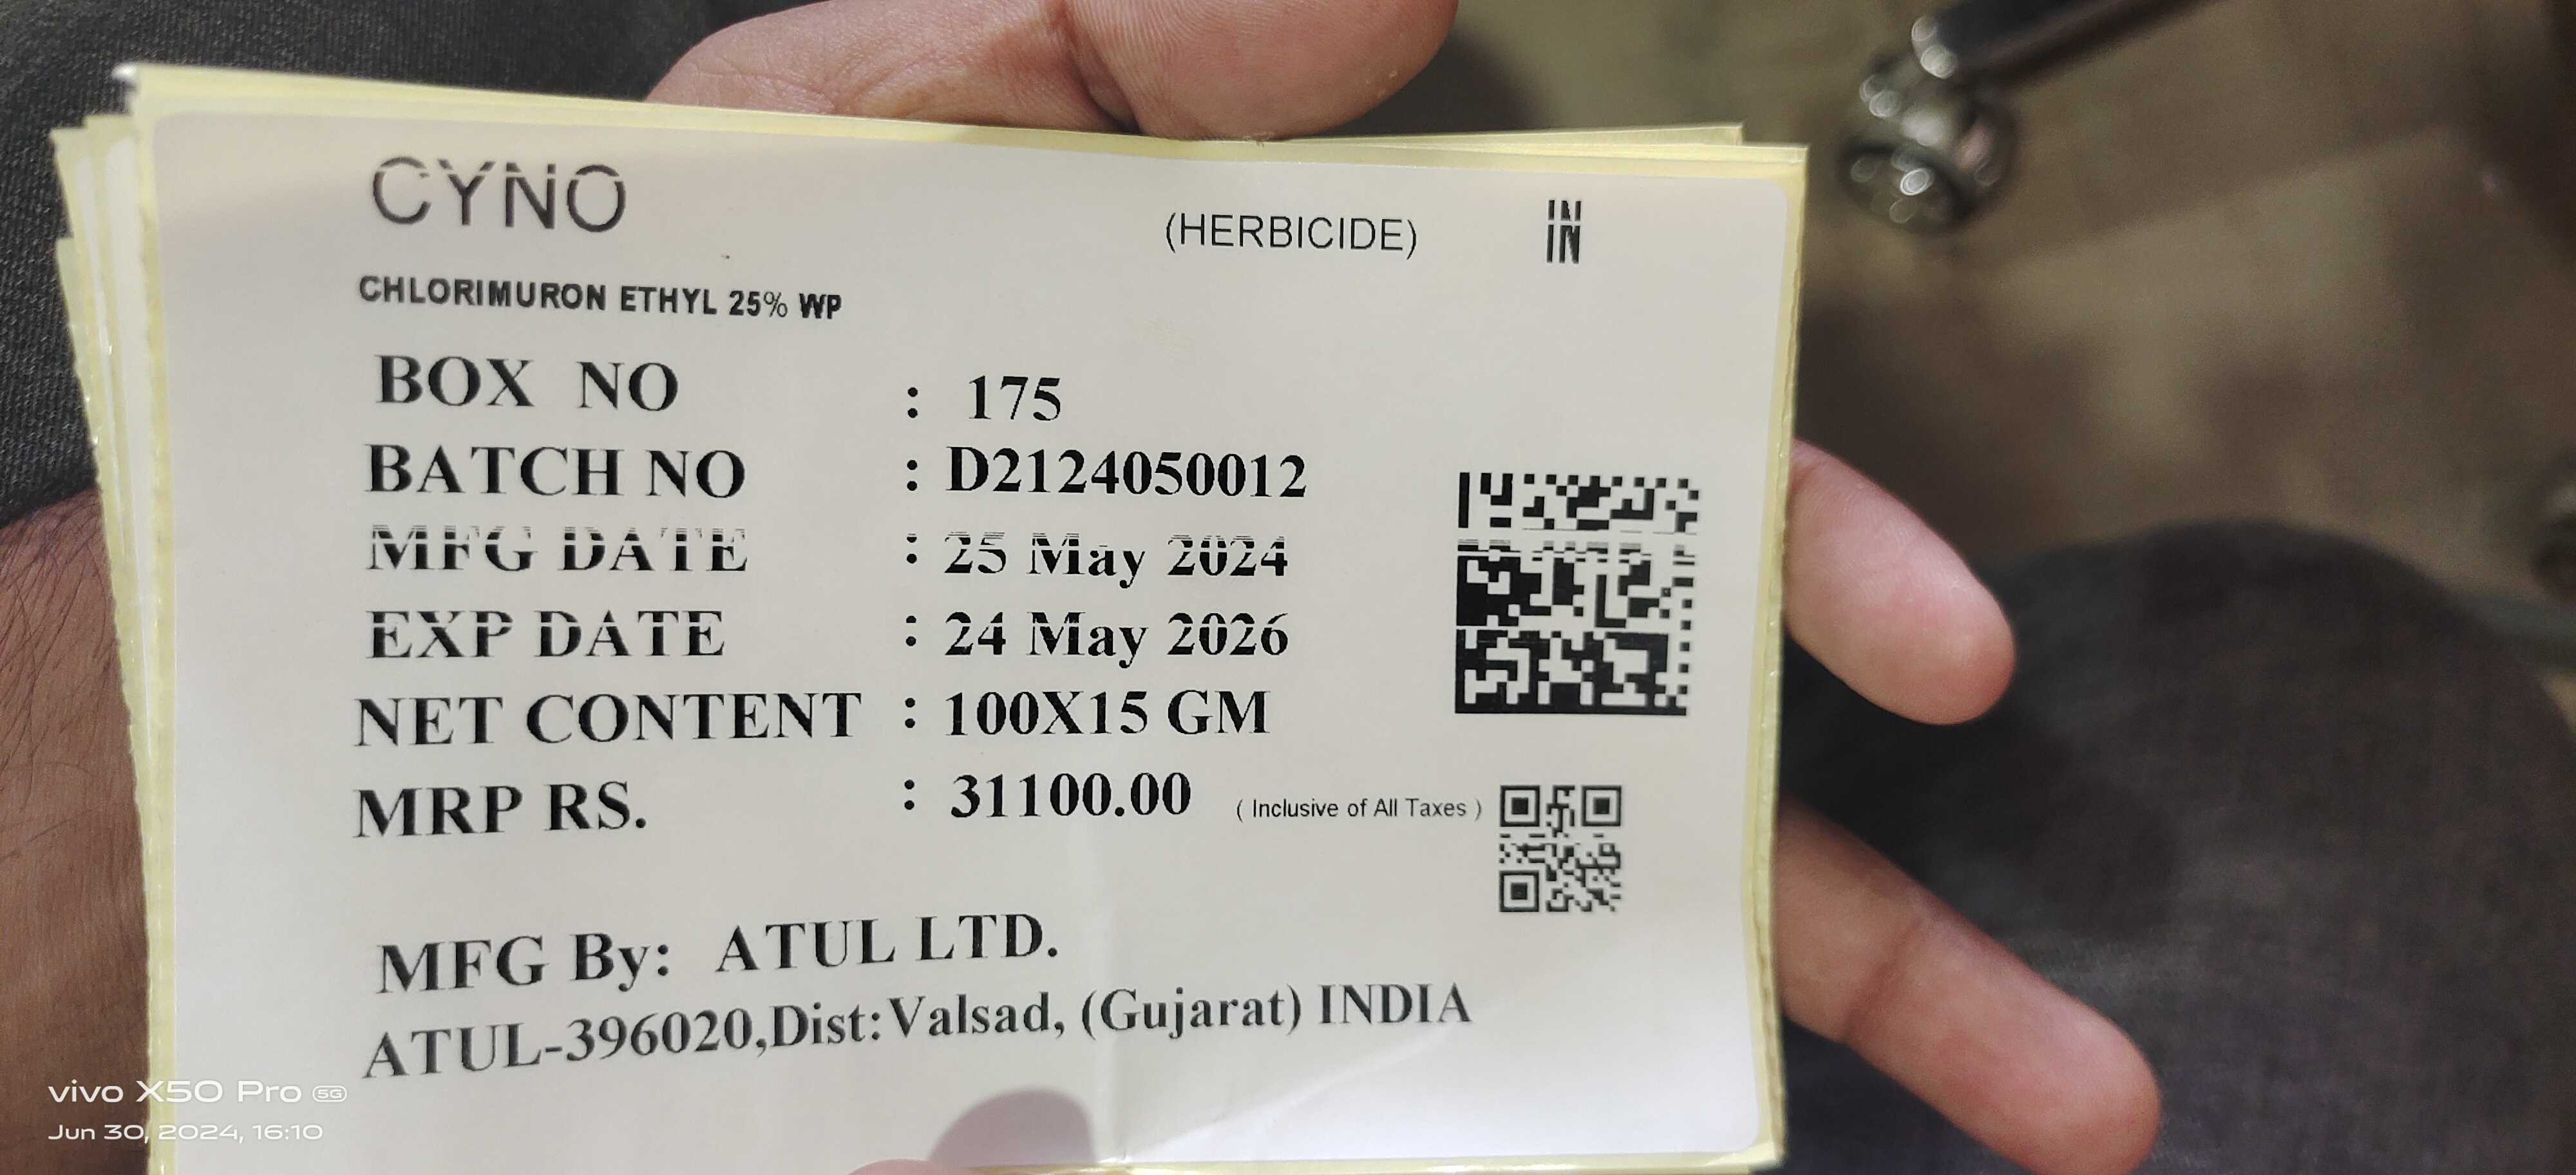 CYNO
(HERBICIDE)
IN
IN
CHLORIMURON ETHYL 25% WP
BOX NO : 175
BATCH NO : D2124050012
MFG DATE : 25 May 2024
EXP DATE : 24 May 2026
NET CONTENT : 100X15 GM
MRP RS. : 31100.00 ( Inclusive of All Taxes )
MFG By: ATUL LTD.
ATUL-396020,Dist:Valsad, (Gujarat) INDIA
vivo X50 Pro 5G
Jun 30, 2024, 16:10